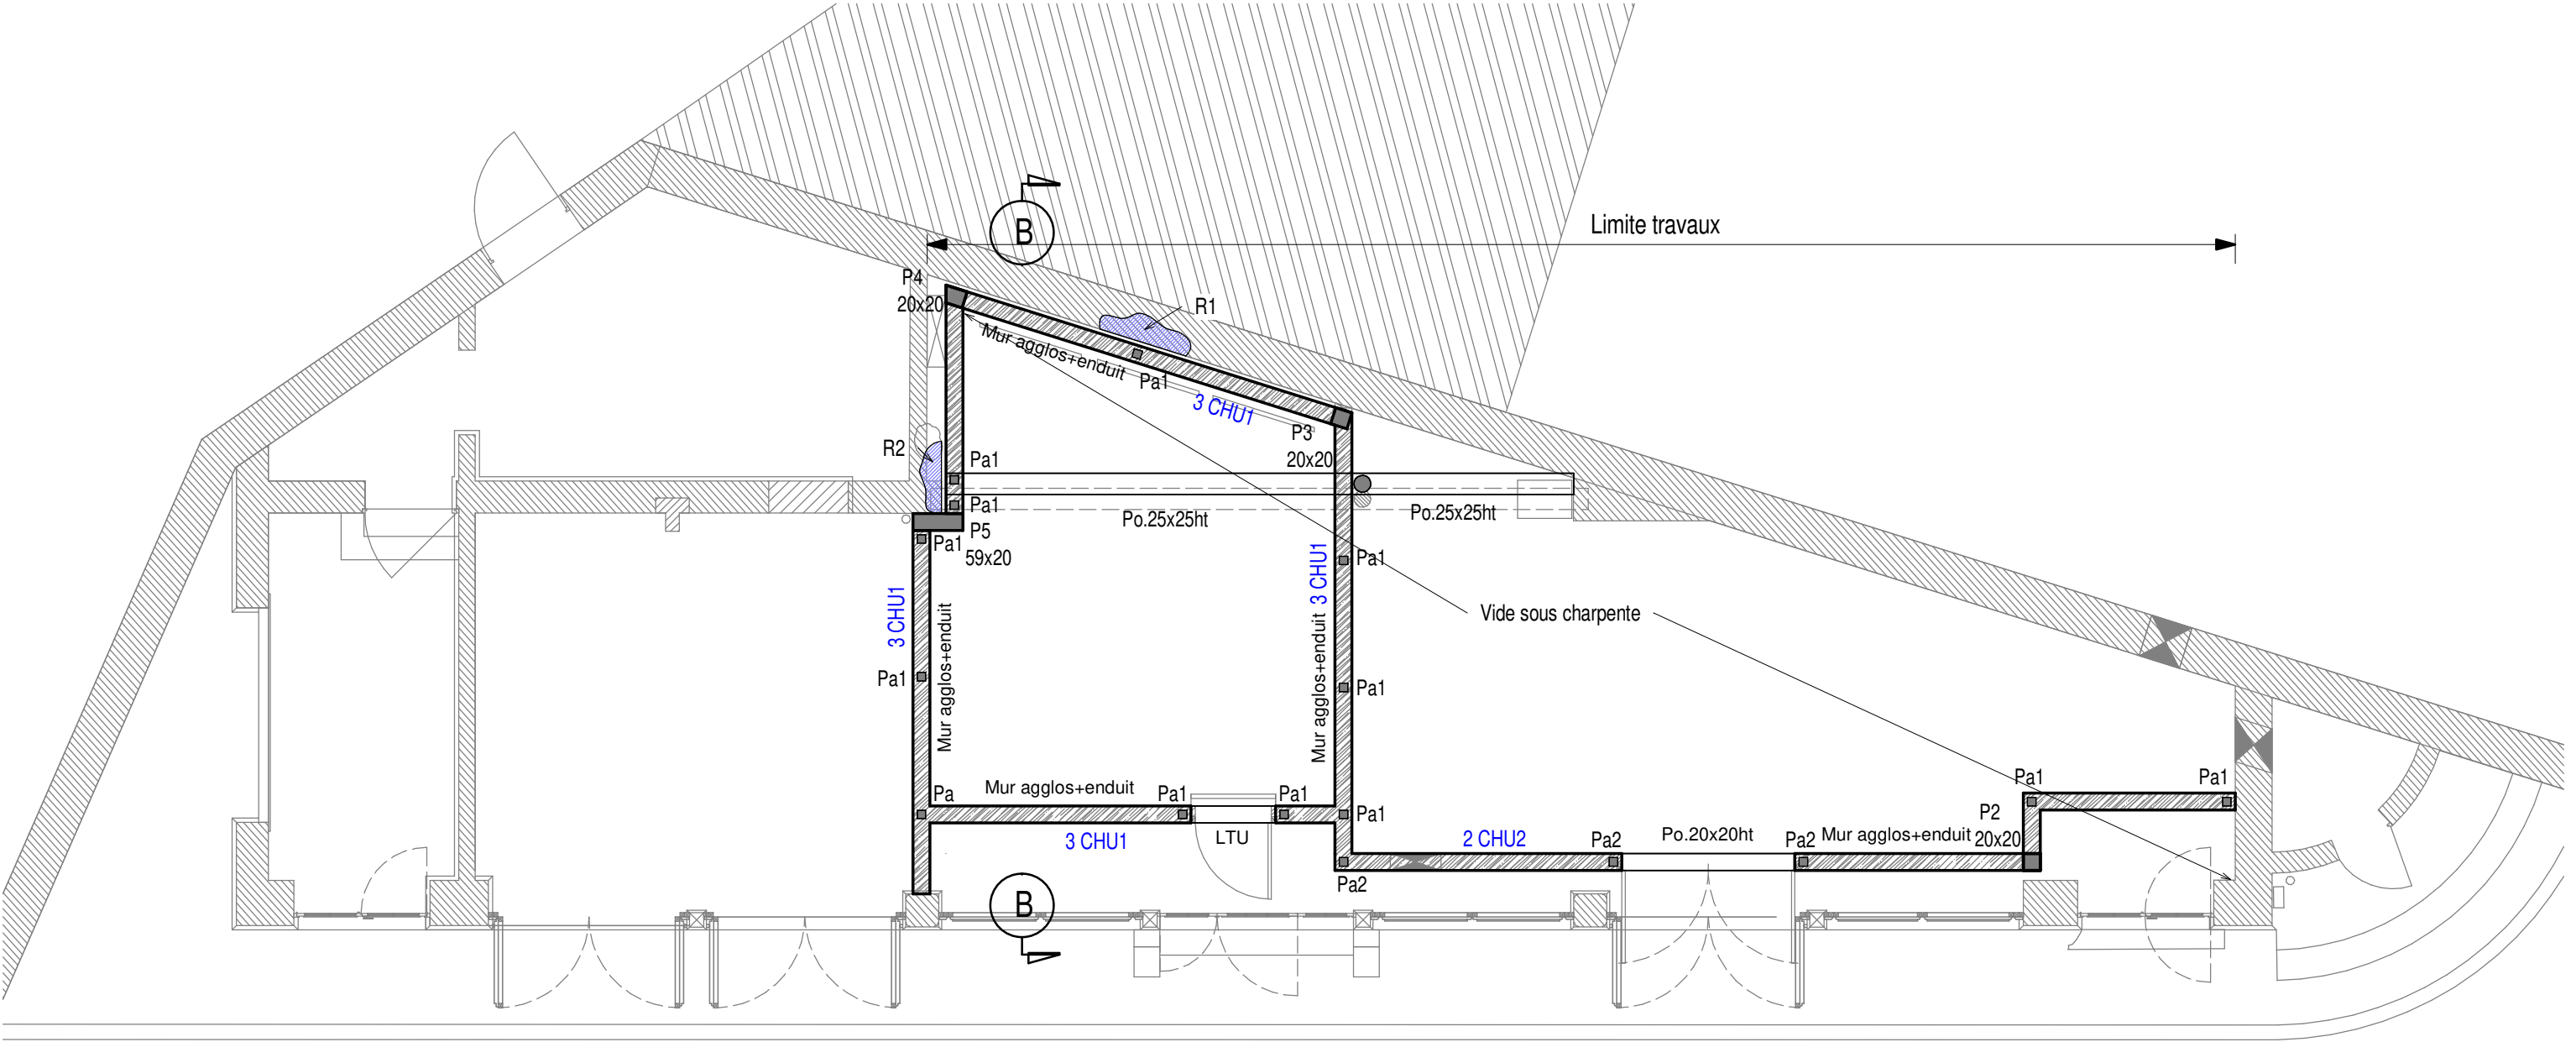 Limite travaux
B
P4
20x20
R1
Mur agglos+enduit
Pa1
3 CHU1
P3
20x20
R2
Pa1
Pa1
P5
59x20
Pa1
Po.25x25ht
Po.25x25ht
Pa1
3 CHU1
Mur agglos+enduit
3 CHU1
Mur agglos+enduit
Vide sous charpente
Pa1
Pa1
Pa
Mur agglos+enduit
Pa1
Pa1
Pa1
3 CHU1
LTU
2 CHU2
Pa2
Po.20x20ht
Pa2
Mur agglos+enduit
P2
20x20
Pa1
Pa1
Pa2
B